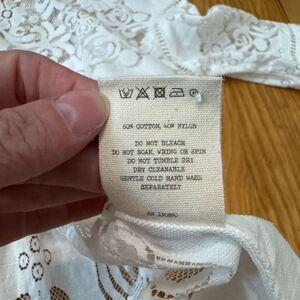 60% COTTON, 40% NYLON
DO NOT BLEACH
DO NOT SOAK, WRING OR SPIN
DO NOT TUMBLE DRY
DRY CLEANABLE
GENTLE COLD HAND WASH
SEPARATELY